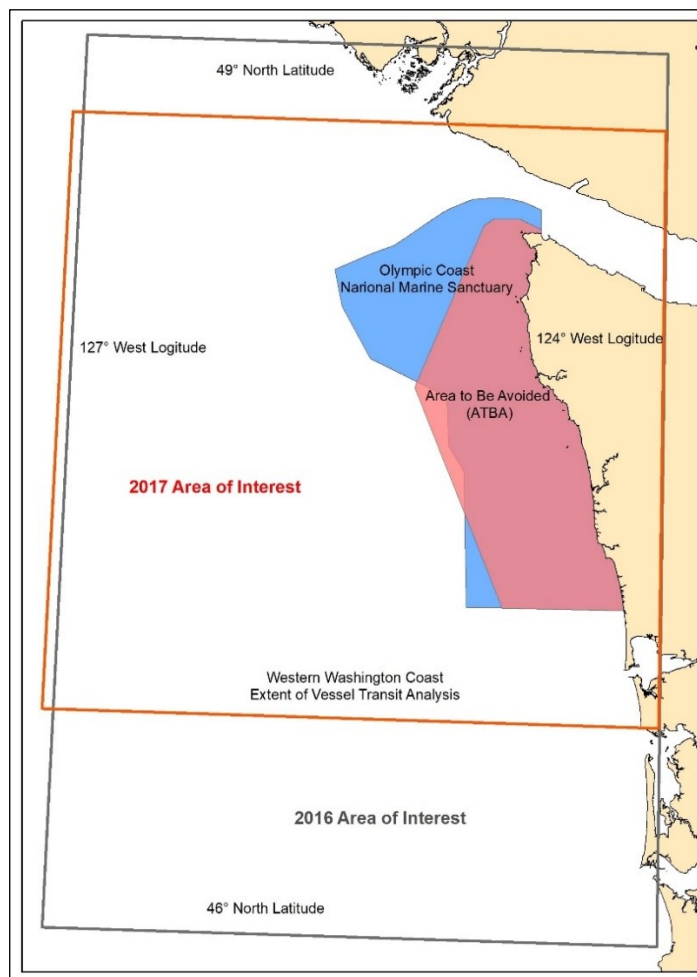 49° North Latitude
Olympic Coast
Narional Marine Sanctuary
127° West Logitude
124° West Logitude
Area to Be Avoided
(ATBA)
2017 Area of Interest
Western Washington Coast
Extent of Vessel Transit Analysis
2016 Area of Interest
46° North Latitude